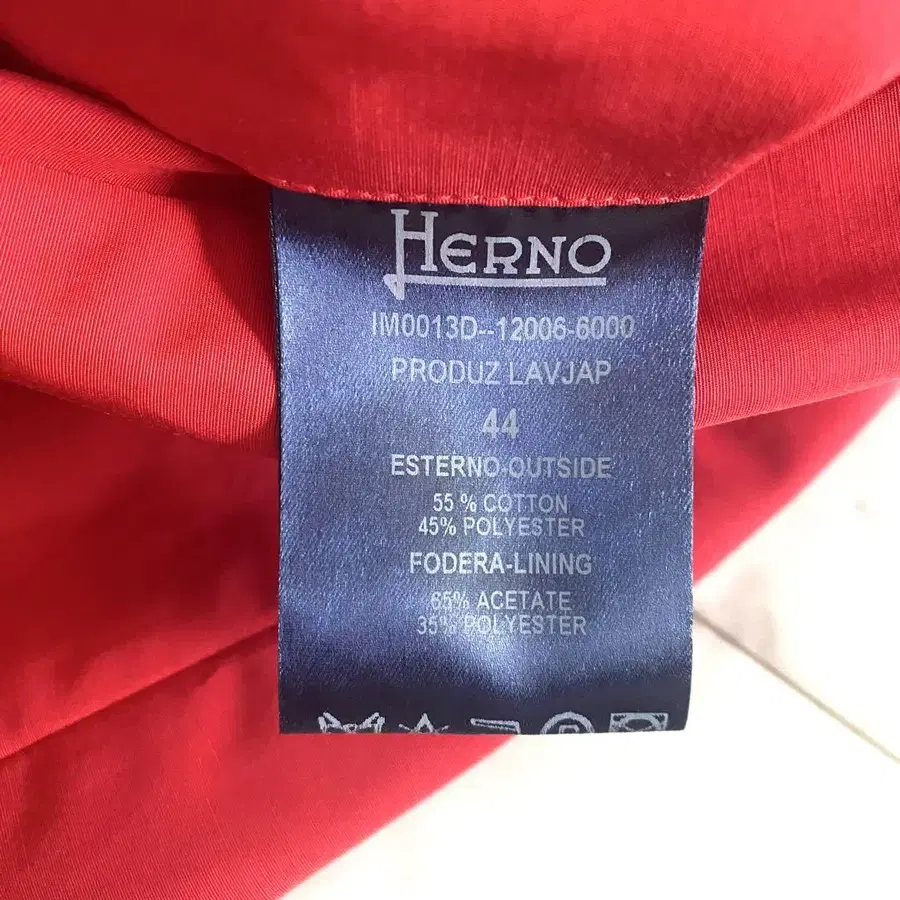 HERNO
IM0013D--12006-6000
PRODUZ LAVJAP
44
ESTERNO-OUTSIDE
55 % COTTON
45% POLYESTER
FODERA-LINING
65% ACETATE
35% POLYESTER